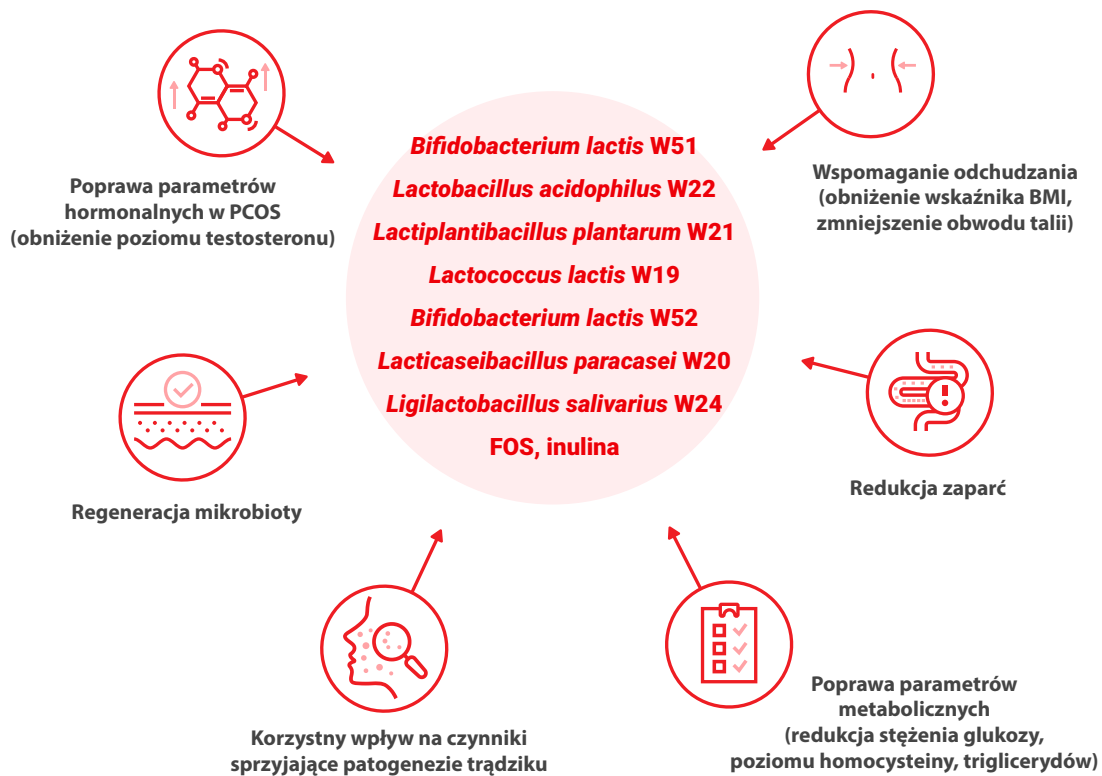 Bifidobacterium lactis W51
Lactobacillus acidophilus W22
Lactiplantibacillus plantarum W21
Lactococcus lactis W19
Bifidobacterium lactis W52
Lacticaseibacillus paracasei W20
Ligilactobacillus salivarius W24
FOS, inulina
Poprawa parametrów
hormonalnych w PCOS
(obniżenie poziomu testosteronu)
Wspomaganie odchudzania
(obniżenie wskaźnika BMI,
zmniejszenie obwodu talii)
Regeneracja mikrobioty
Redukcja zaparć
Korzystny wpływ na czynniki
sprzyjające patogenezie trądziku
Poprawa parametrów
metabolicznych
(redukcja stężenia glukozy,
poziomu homocysteiny, triglicerydów)